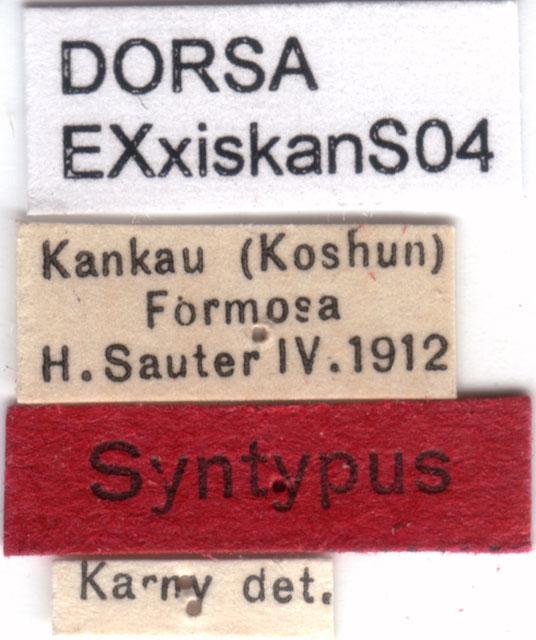 DORSA
EXxiskanS04
Kankau (Koshun)
Formosa
H. Sauter IV. 1912
Syntypus
Karny det.